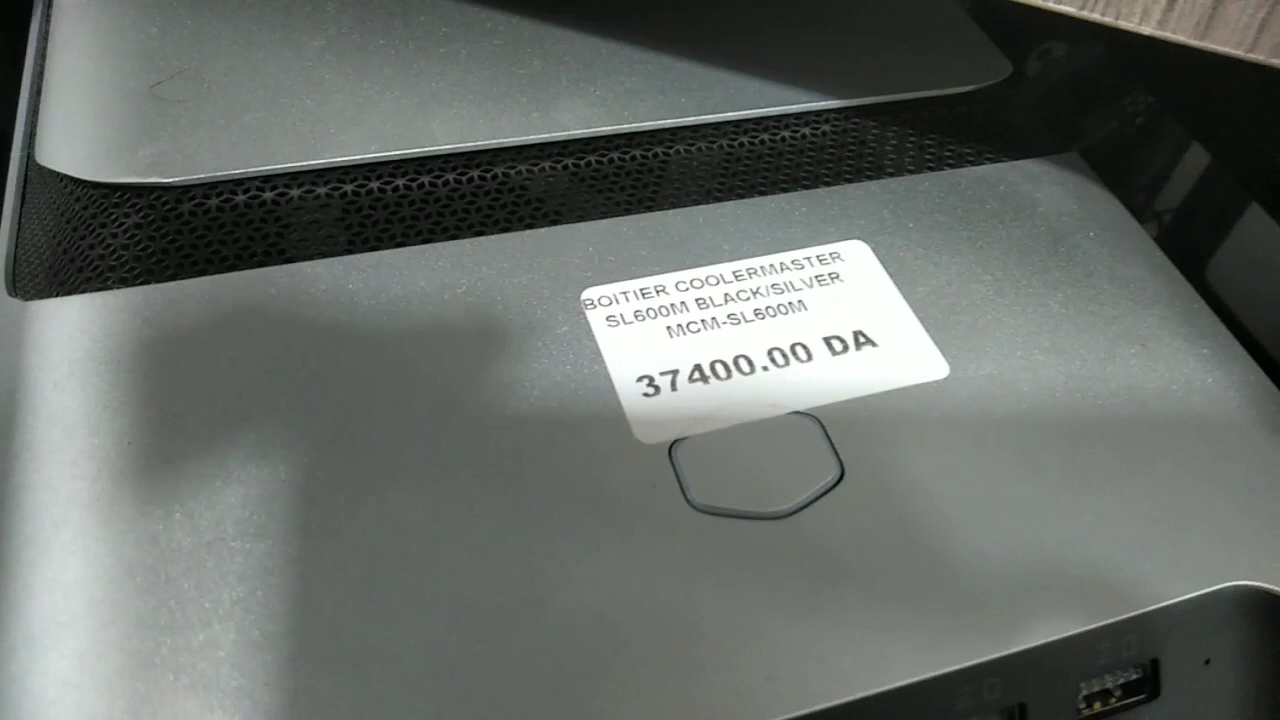 BOITIER COOLERMASTER
SL600M BLACK/SILVER
MCM-SL600M
37400.00 DA